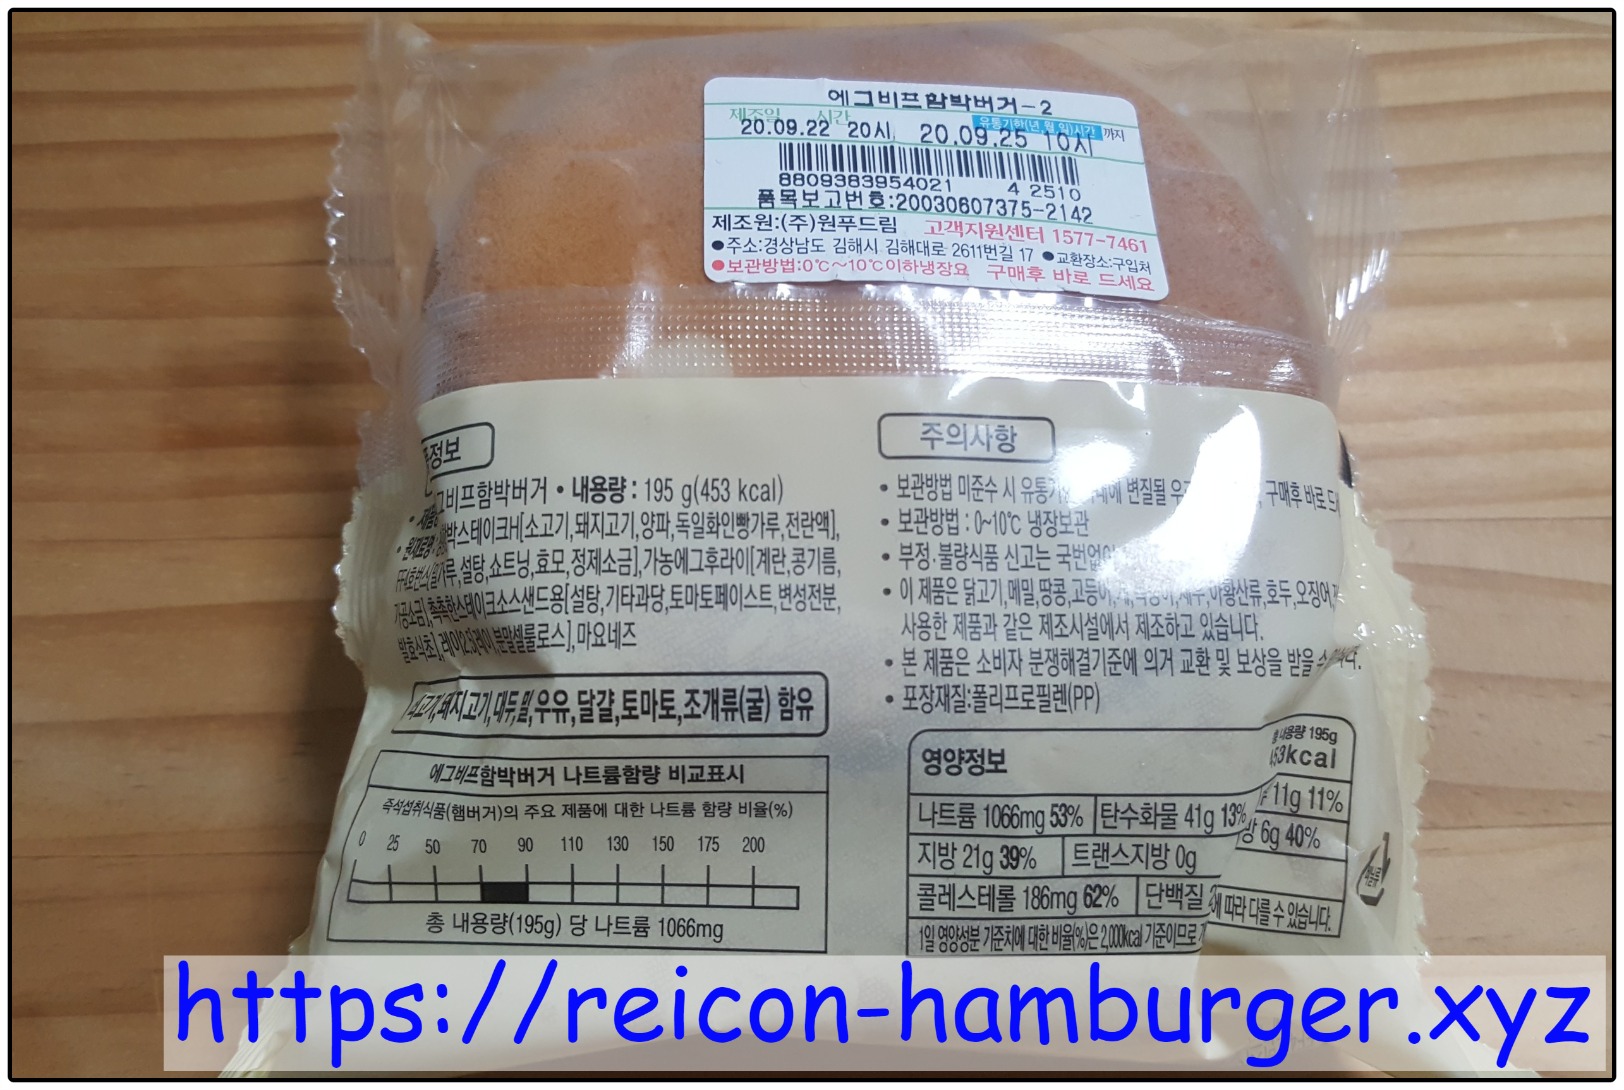 에그비프함박버거-2
제조일 시간 유통기한(년,월,일)시간 까지
20.09.22 20시 20.09.25 10시
8809383954021 4 2510
품목보고번호:20030607375-2142
제조원:(주)원푸드림 고객지원센터 1577-7461
●주소:경상남도 김해시 김해대로 2611번길 17 ●교환장소:구입처
●보관방법:0℃~10℃이하냉장요 구매후 바로 드세요
정보
그비프함박버거 • 내용량 : 195 g(453 kcal)
박스테이크H[소고기,돼지고기,양파,독일화인빵가루,전란액],
설탕,쇼트닝,효모,정제소금],가농에그후라이[계란,콩기름,
가공소금],촉촉한스테이크소스샌드용[설탕,기타과당,토마토페이스트,변성전분,
발효식초], 분말셀룰로스],마요네즈
돼지고기,대두,밀,우유,달걀,토마토,조개류(굴) 함유
에그비프함박버거 나트륨함량 비교표시
즉석섭취식품(햄버거)의 주요 제품에 대한 나트륨 함량 비율(%)
0 25 50 70 90 110 130 150 175 200
총 내용량(195g) 당 나트륨 1066mg
주의사항
• 보관방법 미준수 시 변질될 구매후 바로
• 보관방법 : 0~10℃ 냉장보관
• 부정·불량식품 신고는 국번없이
• 이 제품은 닭고기,메밀,땅콩,고등어, 아황산류,호두,오징어,
사용한 제품과 같은 제조시설에서 제조하고 있습니다.
• 본 제품은 소비자 분쟁해결기준에 의거 교환 및 보상을 받을
• 포장재질:폴리프로필렌(PP)
영양정보 내용량 195g
53kcal
나트륨 1066mg 53% 탄수화물 41g 13% 11g 11%
지방 21g 39% 트랜스지방 0g 6g 40%
콜레스테롤 186mg 62% 단백질
1일 영양성분 기준치에 대한 비율(%)은 2,000kcal 기준이므로 에 따라 다를 수 있습니다.
https://reicon-hamburger.xyz